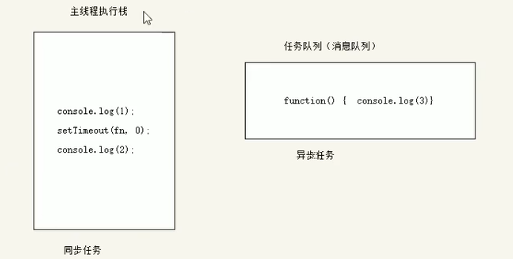 主线程执行栈
console.log(1);
setTimeout(fn, 0);
console.log(2);
同步任务
任务队列（消息队列）
function() {  console.log(3)}
异步任务